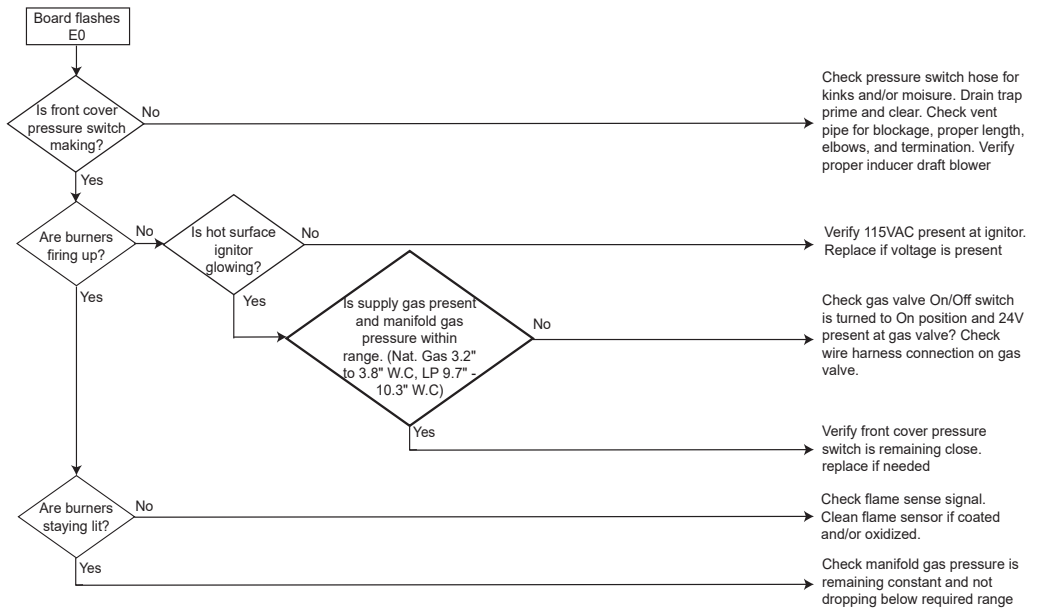 Board flashes
E0
Is front cover
pressure switch
making?
No
Check pressure switch hose for
kinks and/or moisure. Drain trap
prime and clear. Check vent
pipe for blockage, proper length,
elbows, and termination. Verify
proper inducer draft blower
Yes
Are burners
firing up?
No
Is hot surface
ignitor
glowing?
No
Verify 115VAC present at ignitor.
Replace if voltage is present
Yes
Yes
Is supply gas present
and manifold gas
pressure within
range. (Nat. Gas 3.2"
to 3.8" W.C, LP 9.7" -
10.3" W.C)
No
Check gas valve On/Off switch
is turned to On position and 24V
present at gas valve? Check
wire harness connection on gas
valve.
Yes
Verify front cover pressure
switch is remaining close.
replace if needed
Are burners
staying lit?
No
Check flame sense signal.
Clean flame sensor if coated
and/or oxidized.
Yes
Check manifold gas pressure is
remaining constant and not
dropping below required range